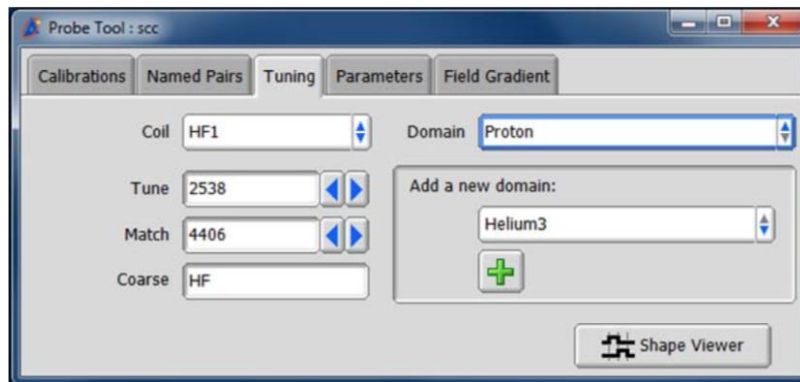 Probe Tool : scc
Calibrations Named Pairs Tuning Parameters Field Gradient
Coil HF1 Domain Proton
Tune 2538 Add a new domain:
Match 4406 Helium3
Coarse HF
Shape Viewer